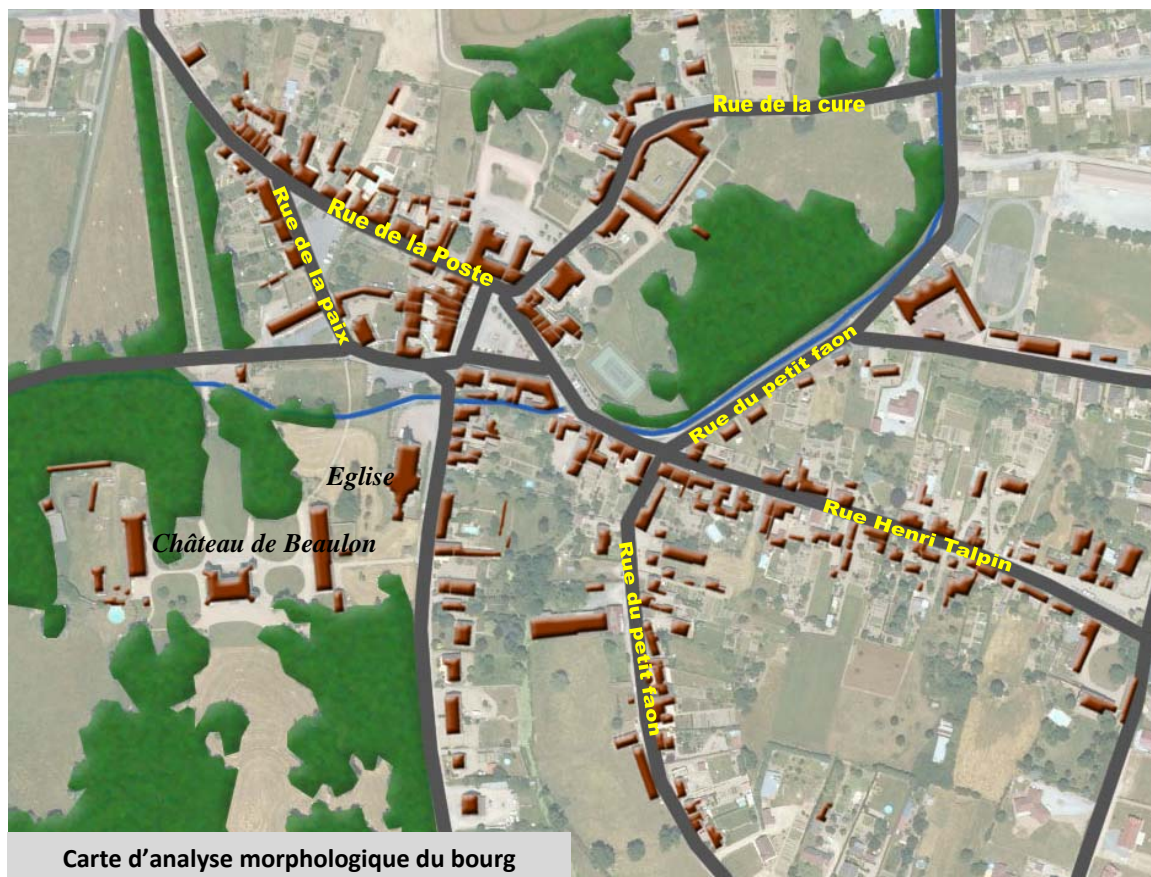 Rue de la cure
Rue de la Poste
Rue de la paix
Rue du petit faon
Eglise
Château de Beaulon
Rue Henri Talpin
Rue du petit faon
Carte d’analyse morphologique du bourg